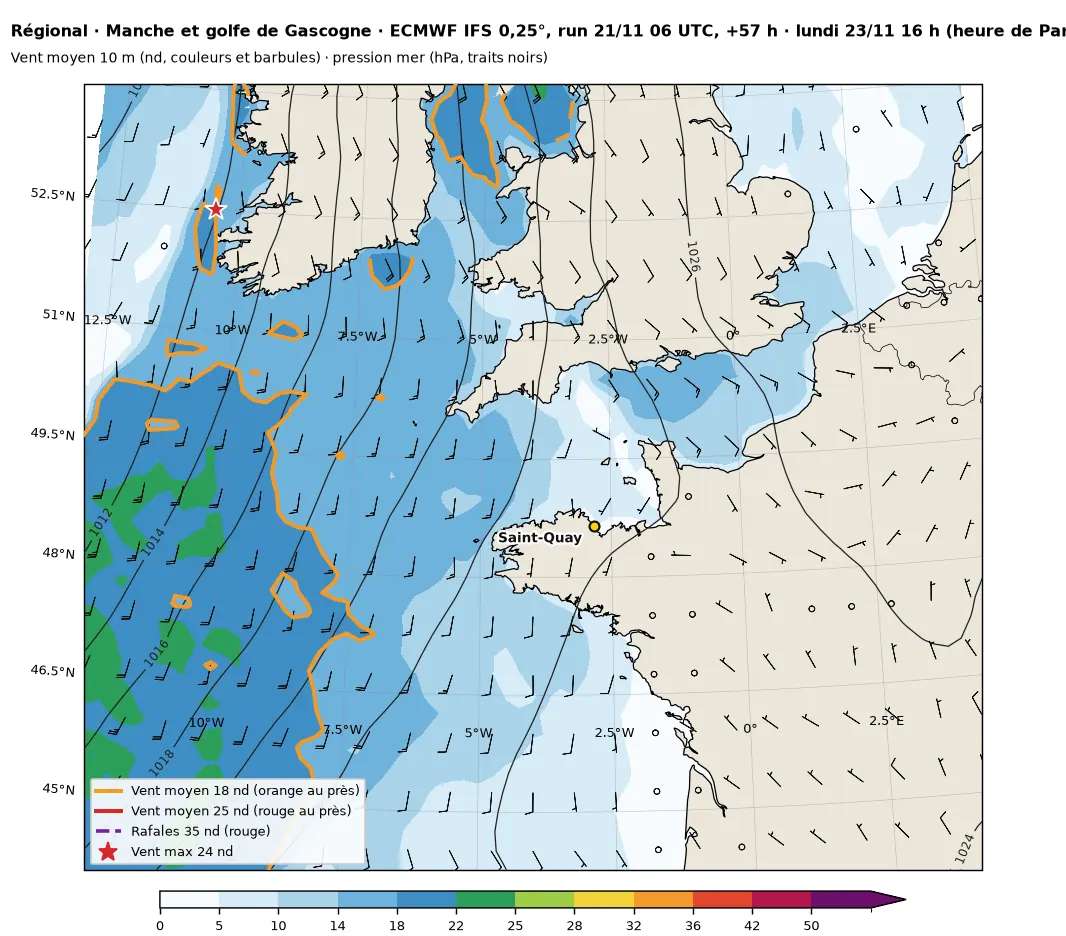 Régional · Manche et golfe de Gascogne · ECMWF IFS 0,25°, run 21/11 06 UTC, +57 h · lundi 23/11 16 h (heure de Par
Vent moyen 10 m (nd, couleurs et barbules) · pression mer (hPa, traits noirs)
10
52.5°N
1026
51°N
12.5°W
10°W
7.5°W
5°W
2.5°W
0°
2.5°E
49.5°N
1012
1014
Saint-Quay
48°N
1016
46.5°N
10°W
7.5°W
5°W
2.5°W
0°
2.5°E
1018
45°N
1024
Vent moyen 18 nd (orange au près)
Vent moyen 25 nd (rouge au près)
Rafales 35 nd (rouge)
Vent max 24 nd
0 5 10 14 18 22 25 28 32 36 42 50